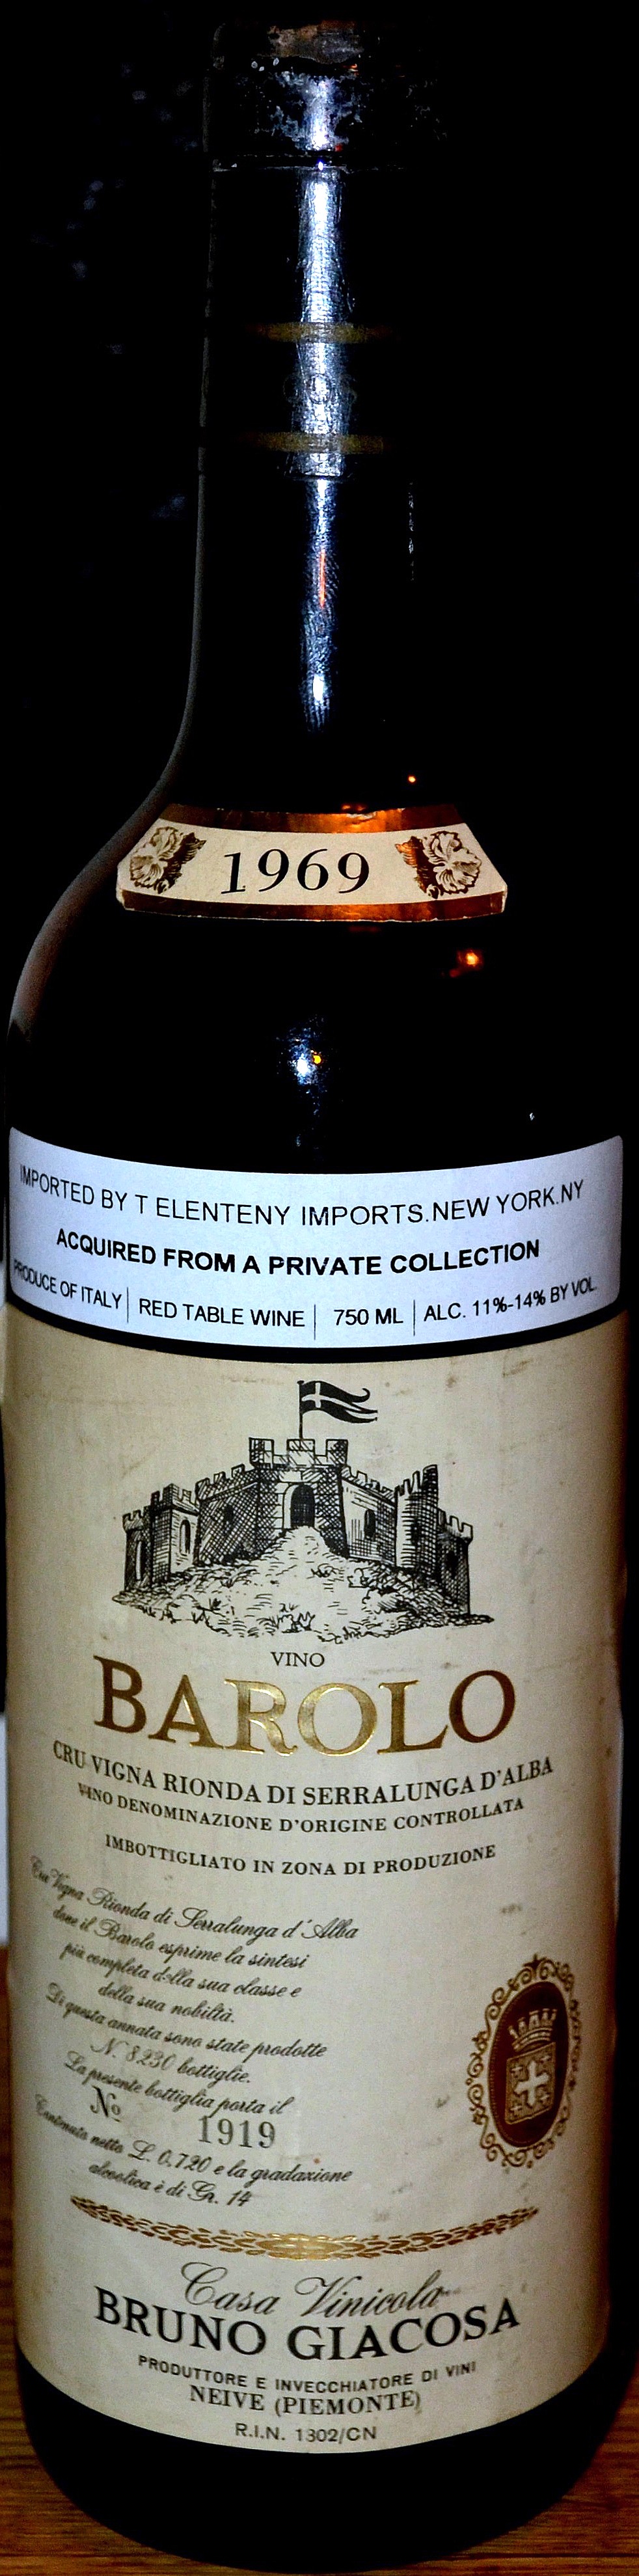 1969
IMPORTED BY T ELENTENY IMPORTS.NEW YORK.NY
ACQUIRED FROM A PRIVATE COLLECTION
PRODUCE OF ITALY | RED TABLE WINE | 750 ML | ALC. 11%-14% BY VOL.
VINO
BAROLO
CRU VIGNA RIONDA DI SERRALUNGA D'ALBA
VINO DENOMINAZIONE D'ORIGINE CONTROLLATA
IMBOTTIGLIATO IN ZONA DI PRODUZIONE
Cru Vigna Rionda di Serralunga d'Alba
dove il Barolo esprime la sintesi
più completa della sua classe e
della sua nobiltà.
Di questa annata sono state prodotte
N. 8230 bottiglie.
La presente bottiglia porta il
No 1919
Contenuto netto L. 0,720 e la gradazione
alcoolica è di Gr. 14
Casa Vinicola
BRUNO GIACOSA
PRODUTTORE E INVECCHIATORE DI VINI
NEIVE (PIEMONTE)
R.I.N. 1302/CN